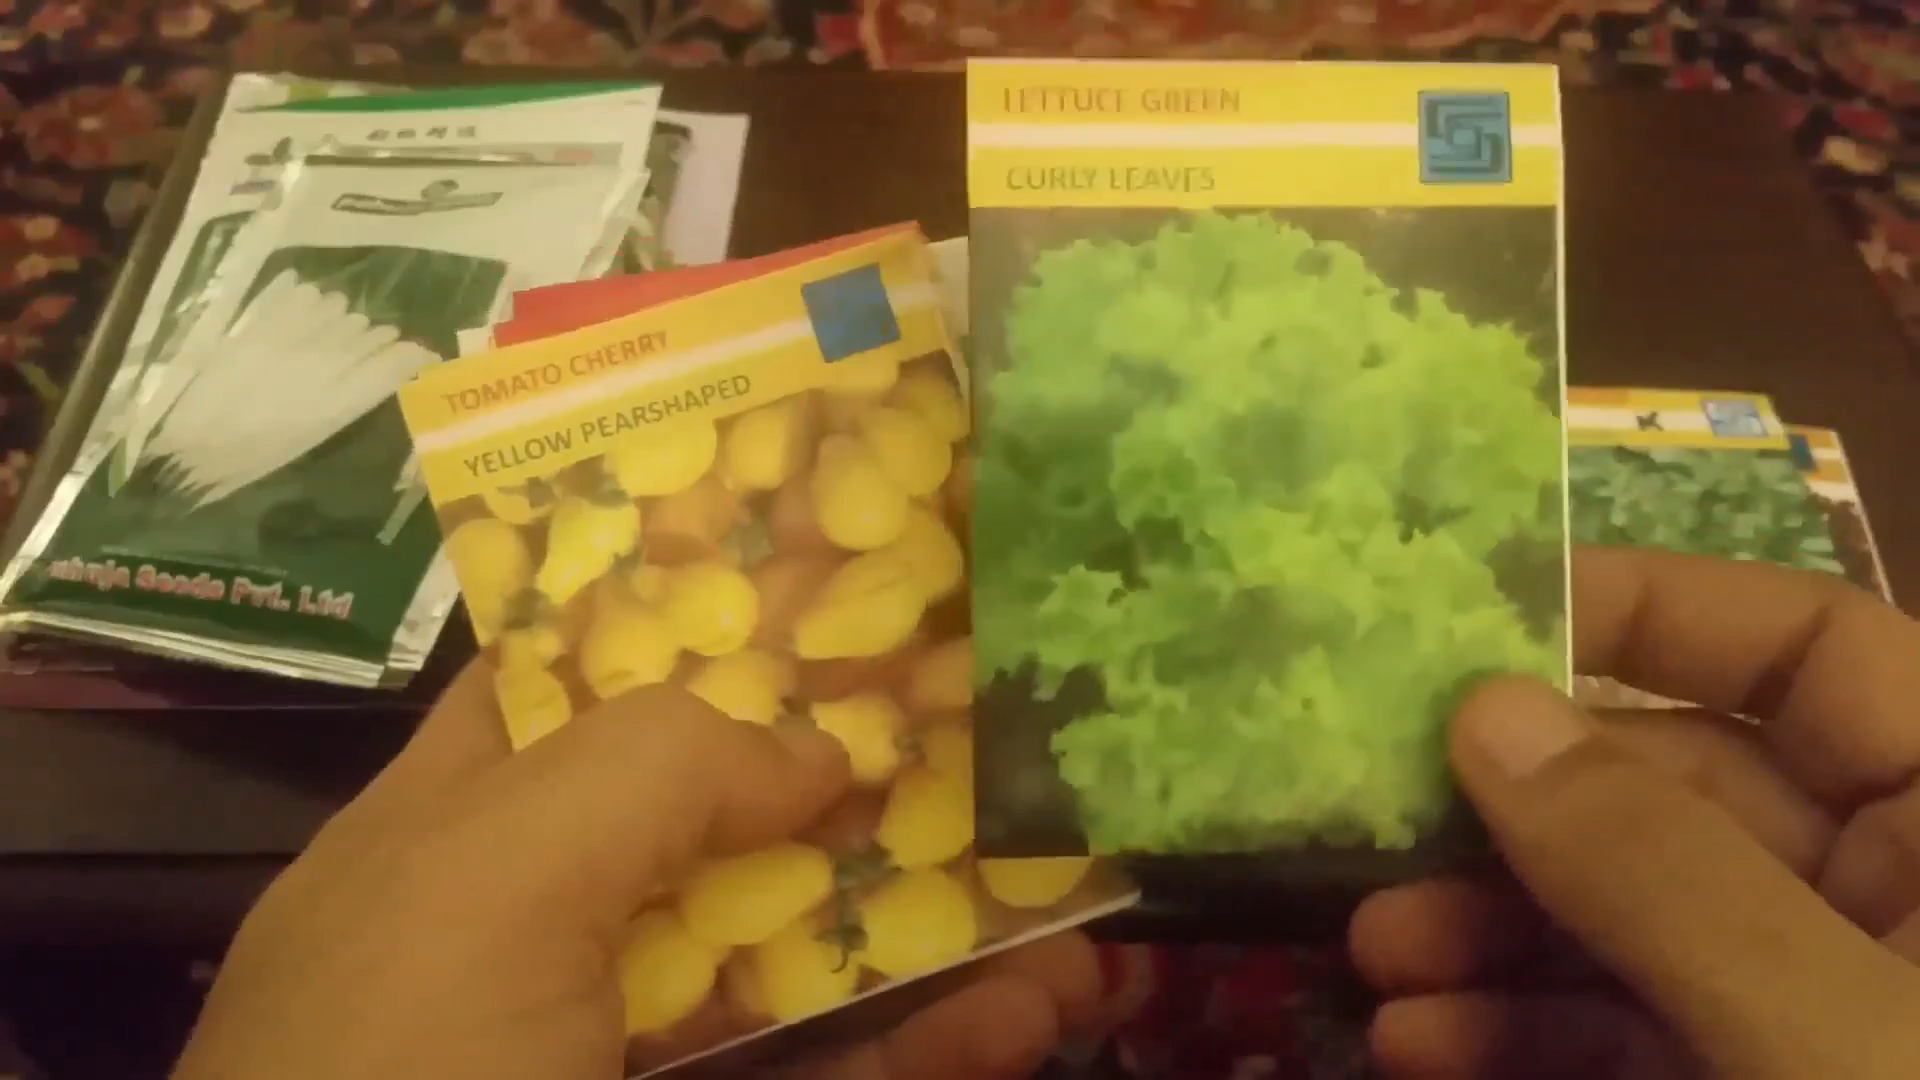 LETTUCE GREEN
CURLY LEAVES
TOMATO CHERRY
YELLOW PEARSHAPED
Seeds Pvt. Ltd